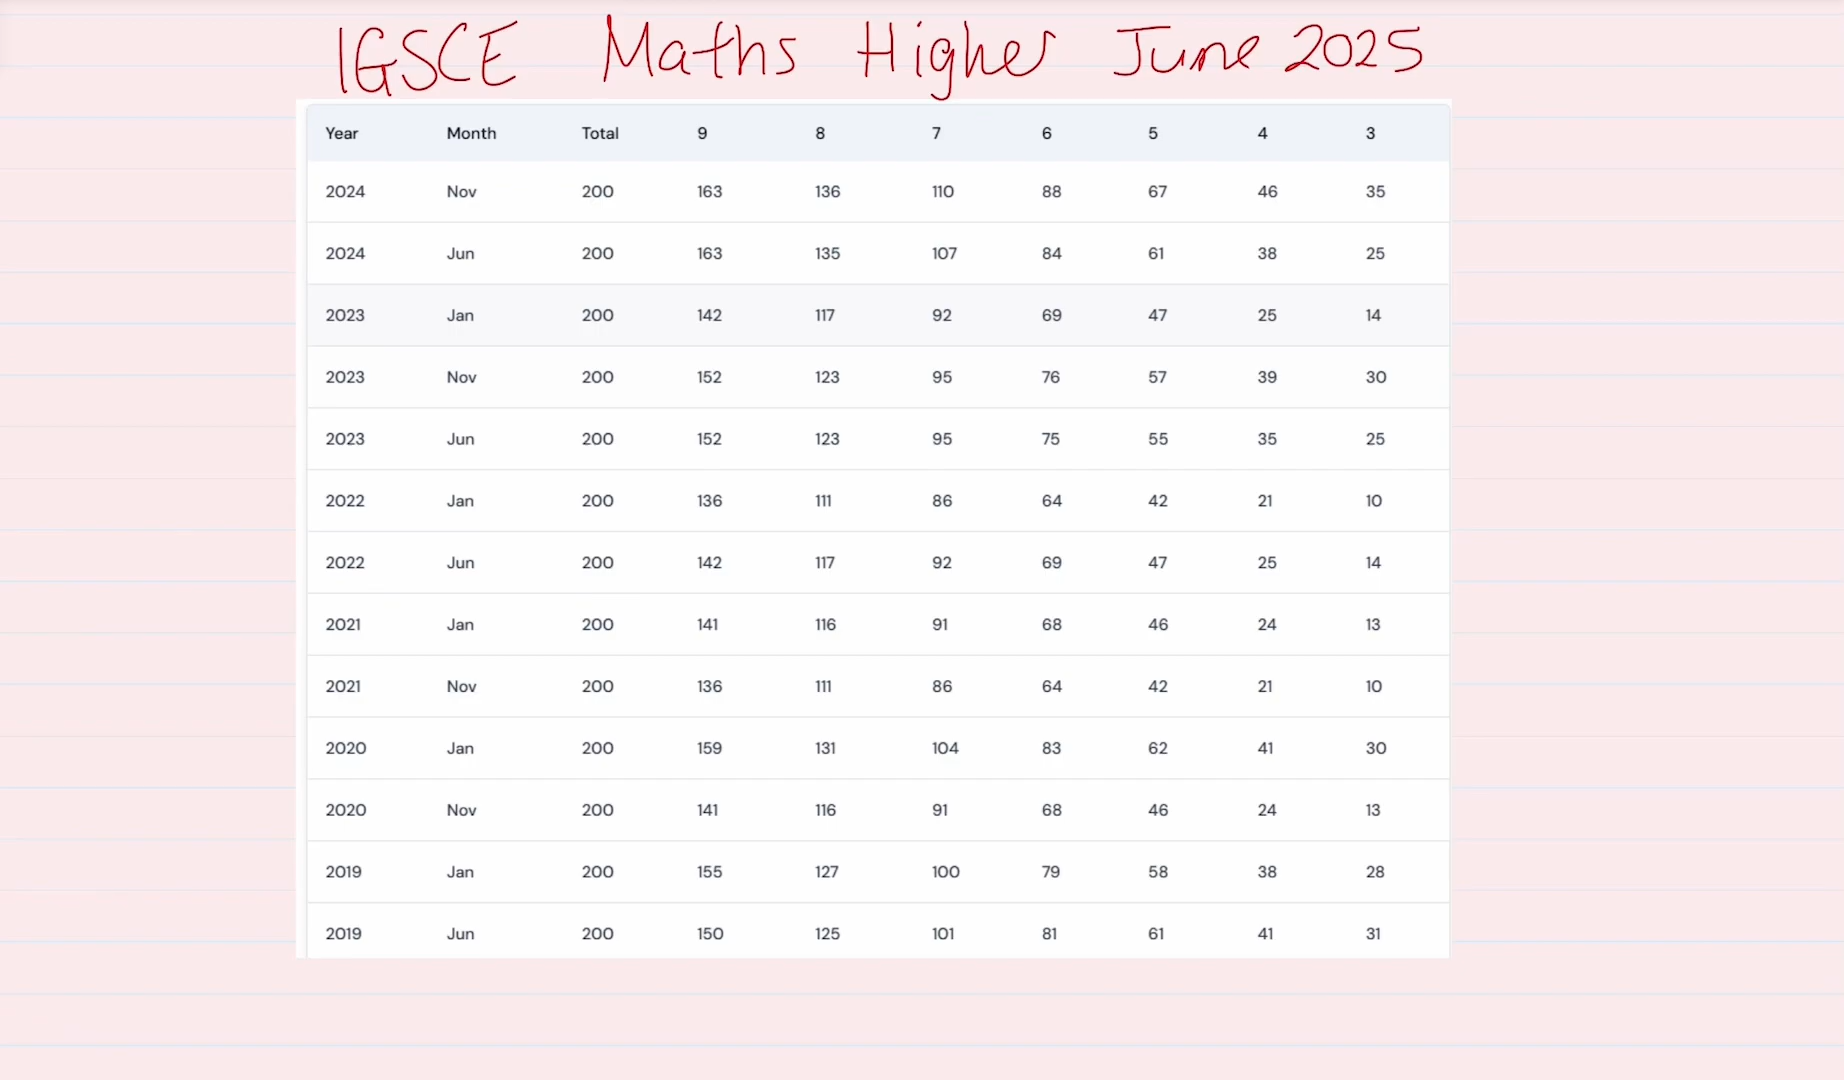 IGSCE Maths Higher June 2025
Year Month Total 9 8 7 6 5 4 3
2024 Nov 200 163 136 110 88 67 46 35
2024 Jun 200 163 135 107 84 61 38 25
2023 Jan 200 142 117 92 69 47 25 14
2023 Nov 200 152 123 95 76 57 39 30
2023 Jun 200 152 123 95 75 55 35 25
2022 Jan 200 136 111 86 64 42 21 10
2022 Jun 200 142 117 92 69 47 25 14
2021 Jan 200 141 116 91 68 46 24 13
2021 Nov 200 136 111 86 64 42 21 10
2020 Jan 200 159 131 104 83 62 41 30
2020 Nov 200 141 116 91 68 46 24 13
2019 Jan 200 155 127 100 79 58 38 28
2019 Jun 200 150 125 101 81 61 41 31